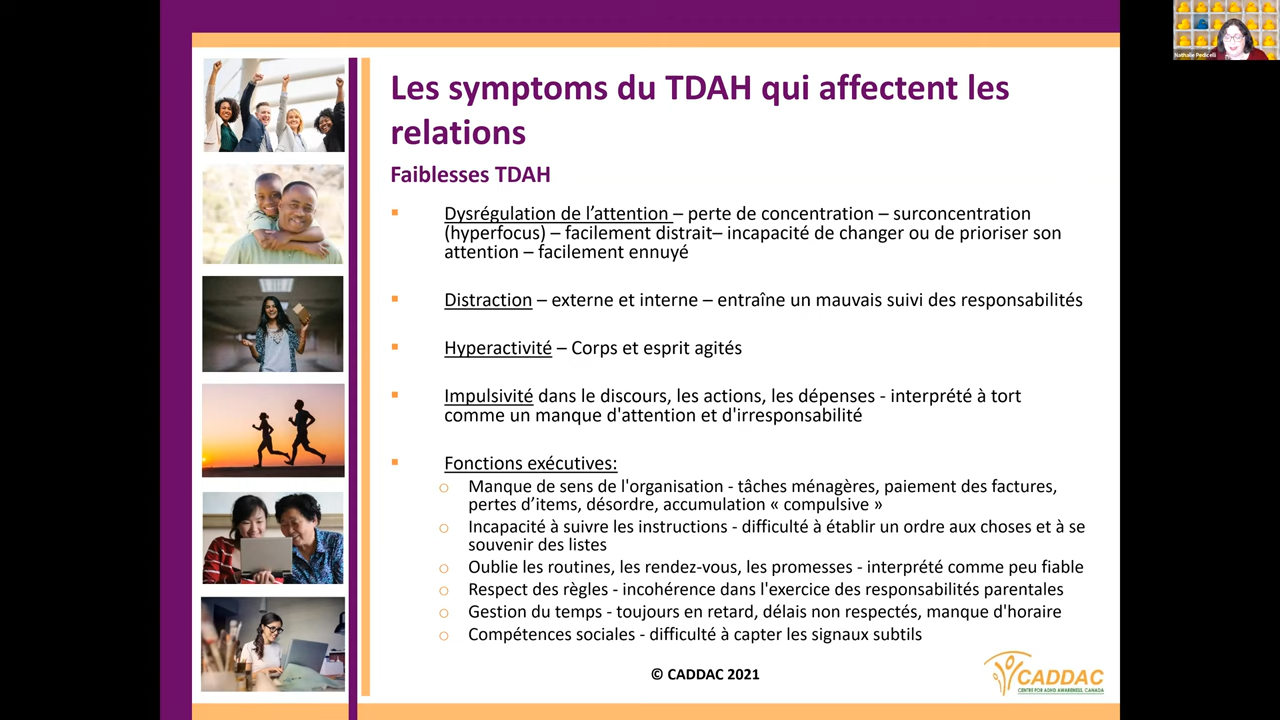 Nathalie Pedicelli
Les symptoms du TDAH qui affectent les
relations
Faiblesses TDAH
▪ Dysrégulation de l’attention – perte de concentration – surconcentration
(hyperfocus) – facilement distrait– incapacité de changer ou de prioriser son
attention – facilement ennuyé
▪ Distraction – externe et interne – entraîne un mauvais suivi des responsabilités
▪ Hyperactivité – Corps et esprit agités
▪ Impulsivité dans le discours, les actions, les dépenses - interprété à tort
comme un manque d'attention et d'irresponsabilité
▪ Fonctions exécutives:
o Manque de sens de l'organisation - tâches ménagères, paiement des factures,
pertes d’items, désordre, accumulation « compulsive »
o Incapacité à suivre les instructions - difficulté à établir un ordre aux choses et à se
souvenir des listes
o Oublie les routines, les rendez-vous, les promesses - interprété comme peu fiable
o Respect des règles - incohérence dans l'exercice des responsabilités parentales
o Gestion du temps - toujours en retard, délais non respectés, manque d'horaire
o Compétences sociales - difficulté à capter les signaux subtils
© CADDAC 2021
CADDAC
CENTRE FOR ADHD AWARENESS, CANADA